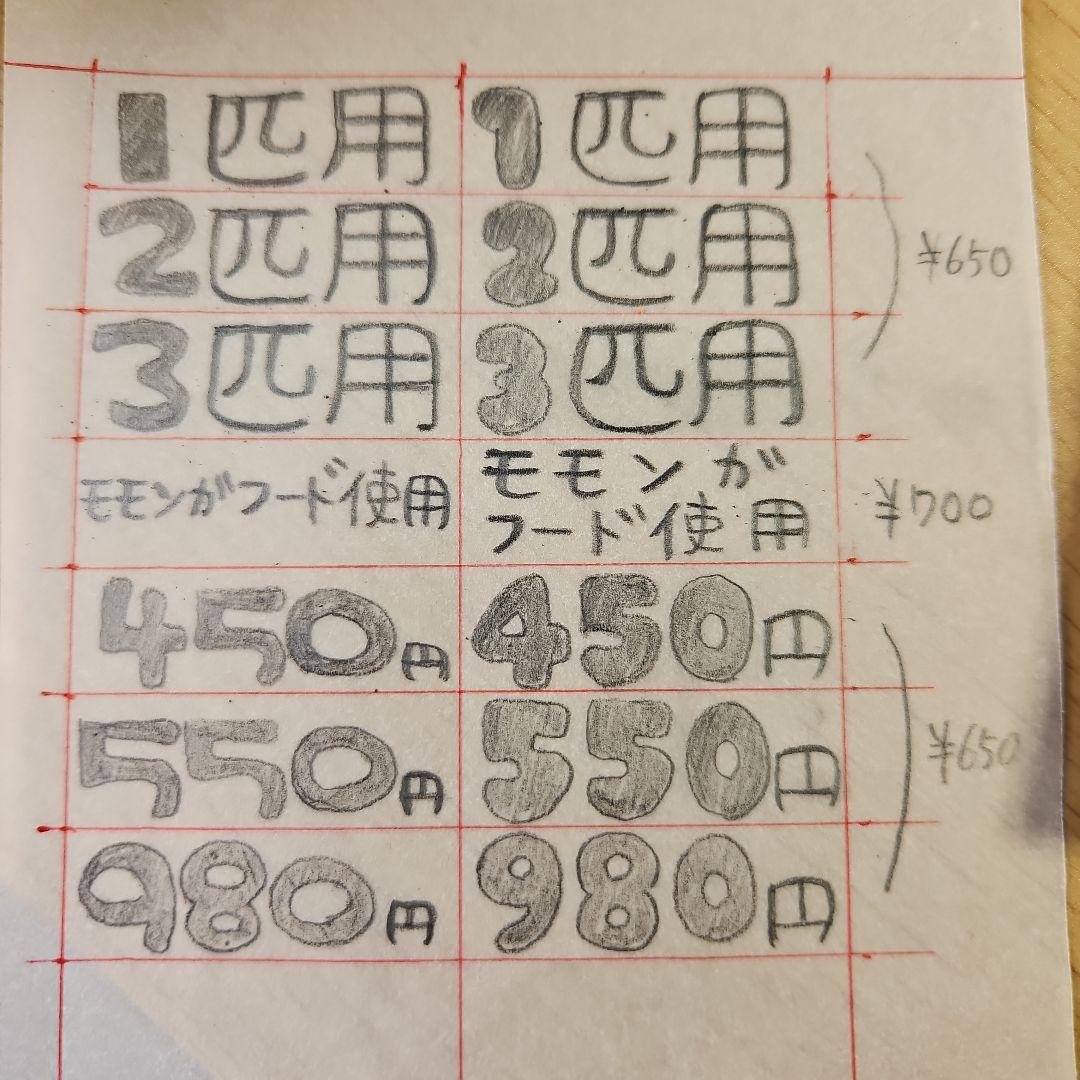 1匹用 1匹用
2匹用 2匹用 ¥650
3匹用 3匹用
モモンガフード使用 モモンガ
フード使用 ¥700
450円 450円
550円 550円 ¥650
980円 980円